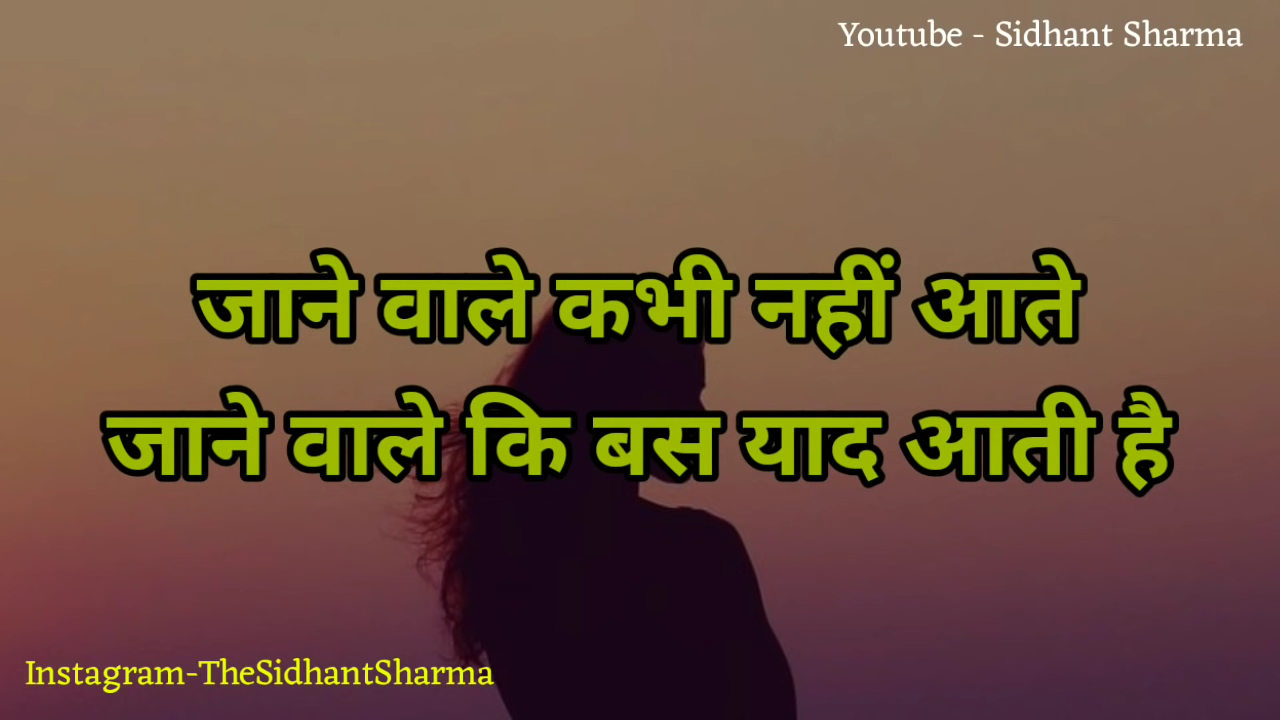 Youtube - Sidhant Sharma
जाने वाले कभी नहीं आते
जाने वाले कि बस याद आती है
Instagram-TheSidhantSharma